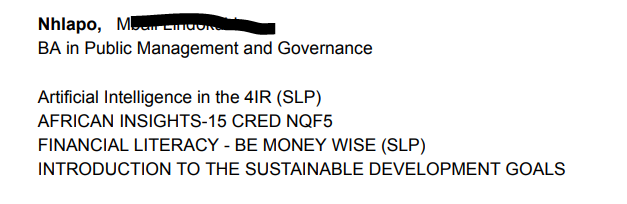 Nhlapo,
BA in Public Management and Governance
Artificial Intelligence in the 4IR (SLP)
AFRICAN INSIGHTS-15 CRED NQF5
FINANCIAL LITERACY - BE MONEY WISE (SLP)
INTRODUCTION TO THE SUSTAINABLE DEVELOPMENT GOALS